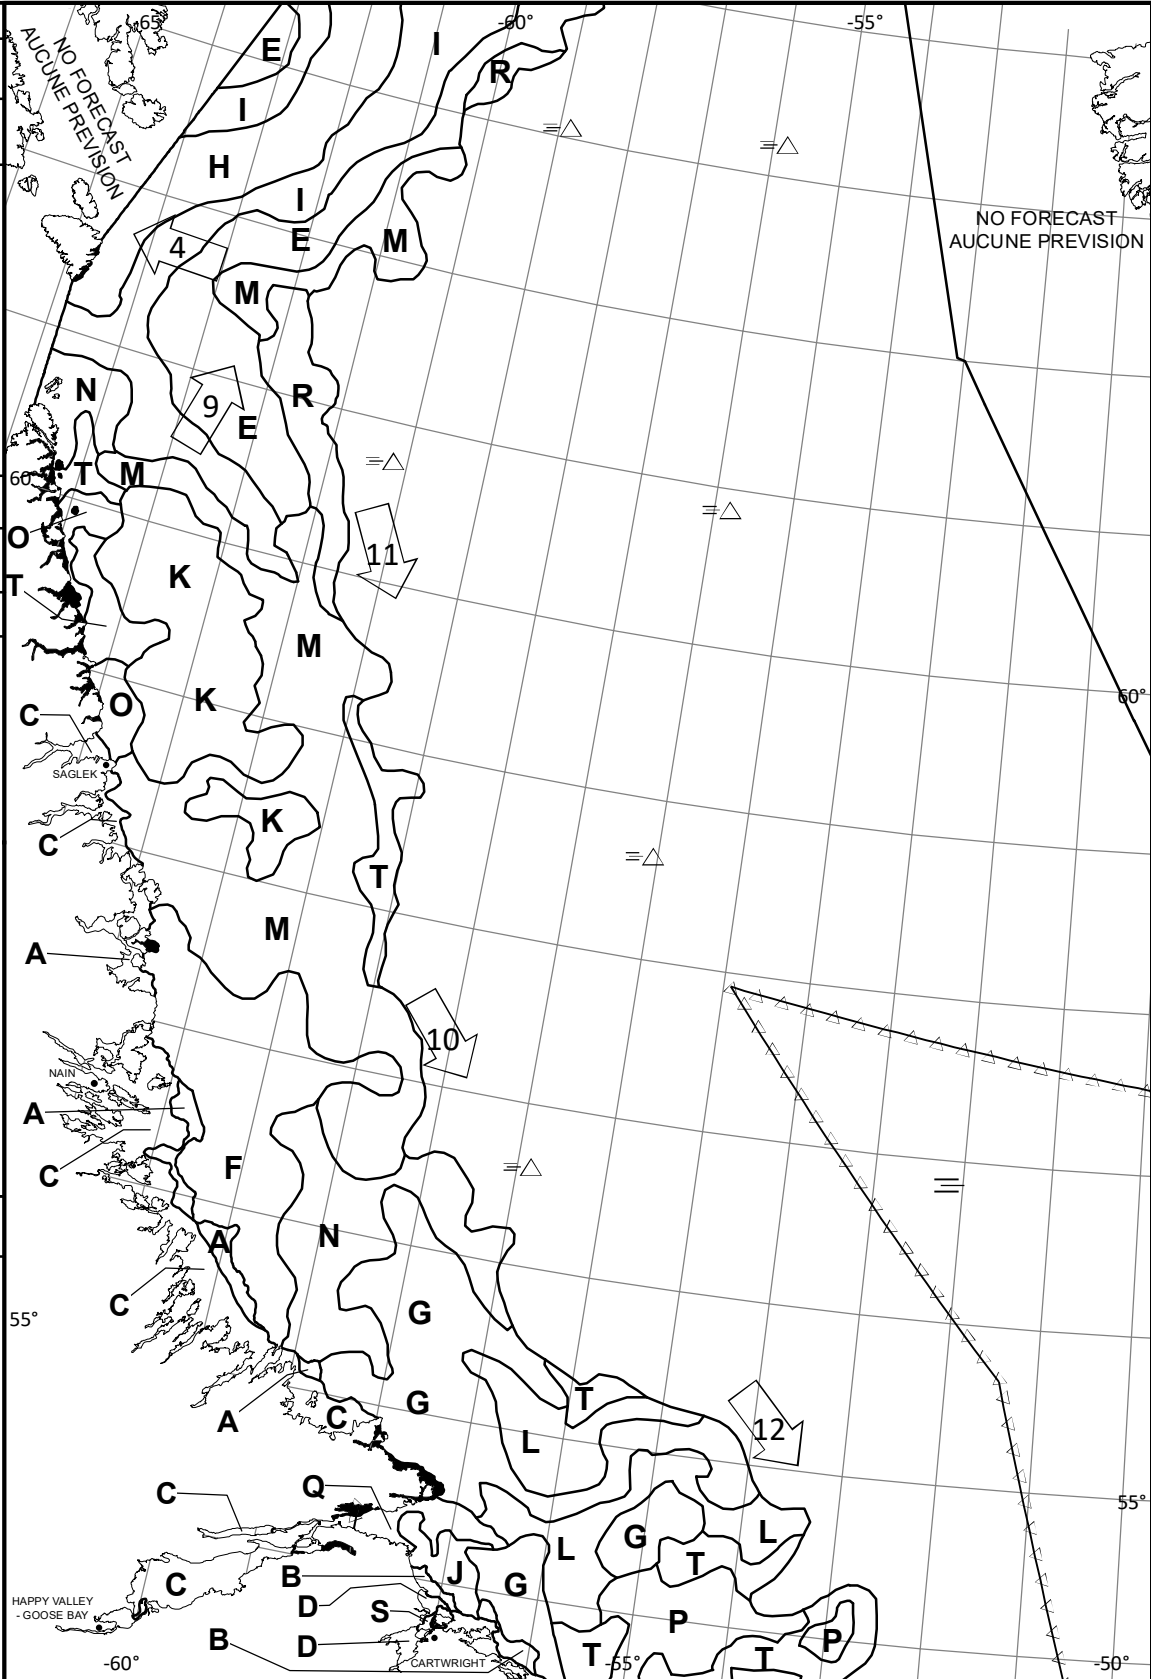 65
-60°
-55°
E
I
R
NO FORECAST
AUCUNE PREVISION
I
H
I
NO FORECAST
AUCUNE PREVISION
E
M
4
M
N
R
9
E
60°
T
M
O
11
K
T
M
K
O
60°
C
SAGLEK
K
C
T
M
A
10
NAIN
A
C
F
N
A
C
G
55°
T
G
C
A
12
L
Q
C
55°
L
G
L
T
J
B
C
G
HAPPY VALLEY
- GOOSE BAY
D
S
P
P
B
D
T
T
CARTWRIGHT
-60°
-55°
-50°